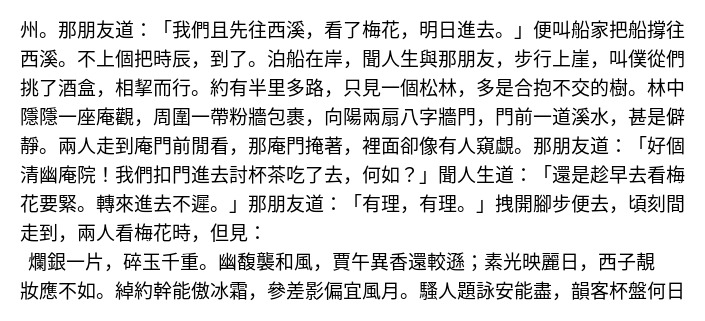 州。那朋友道：「我們且先往西溪，看了梅花，明日進去。」便叫船家把船撐往
西溪。不上個把時辰，到了。泊船在岸，聞人生與那朋友，步行上崖，叫僕從們
挑了酒盒，相挈而行。約有半里多路，只見一個松林，多是合抱不交的樹。林中
隱隱一座庵觀，周圍一帶粉牆包裹，向陽兩扇八字牆門，門前一道溪水，甚是僻
靜。兩人走到庵門前閒看，那庵門掩著，裡面卻像有人窺覷。那朋友道：「好個
清幽庵院！我們扣門進去討杯茶吃了去，何如？」聞人生道：「還是趁早去看梅
花要緊。轉來進去不遲。」那朋友道：「有理，有理。」拽開腳步便去，頃刻間
走到，兩人看梅花時，但見：
爛銀一片，碎玉千重。幽馥襲和風，賈午異香還較遜；素光映麗日，西子靚
妝應不如。綽約幹能傲冰霜，參差影偏宜風月。騷人題詠安能盡，韻客杯盤何日